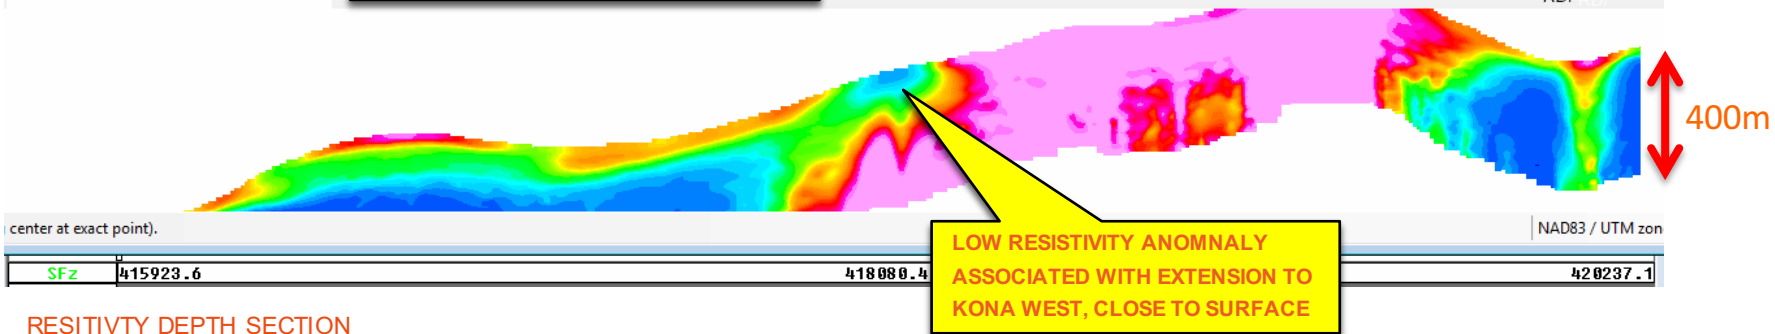 400m
center at exact point).
NAD83 / UTM zon
LOW RESISTIVITY ANOMNALY
ASSOCIATED WITH EXTENSION TO
KONA WEST, CLOSE TO SURFACE
SFz 415923.6 418080.4 420237.1
RESITIVTY DEPTH SECTION